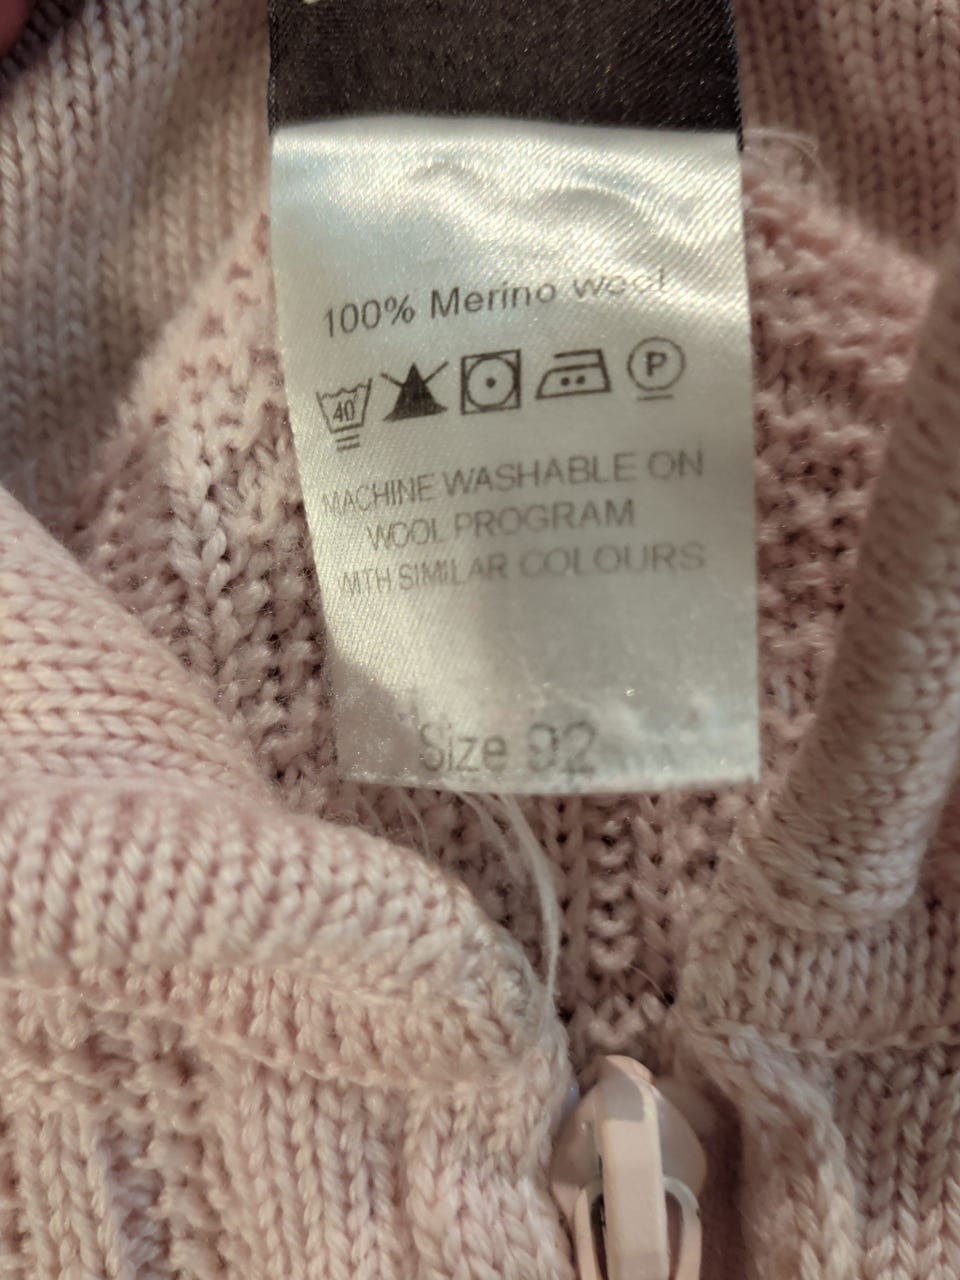 100% Merino wool
40 P
MACHINE WASHABLE ON
WOOL PROGRAM
WITH SIMILAR COLOURS
Size 92